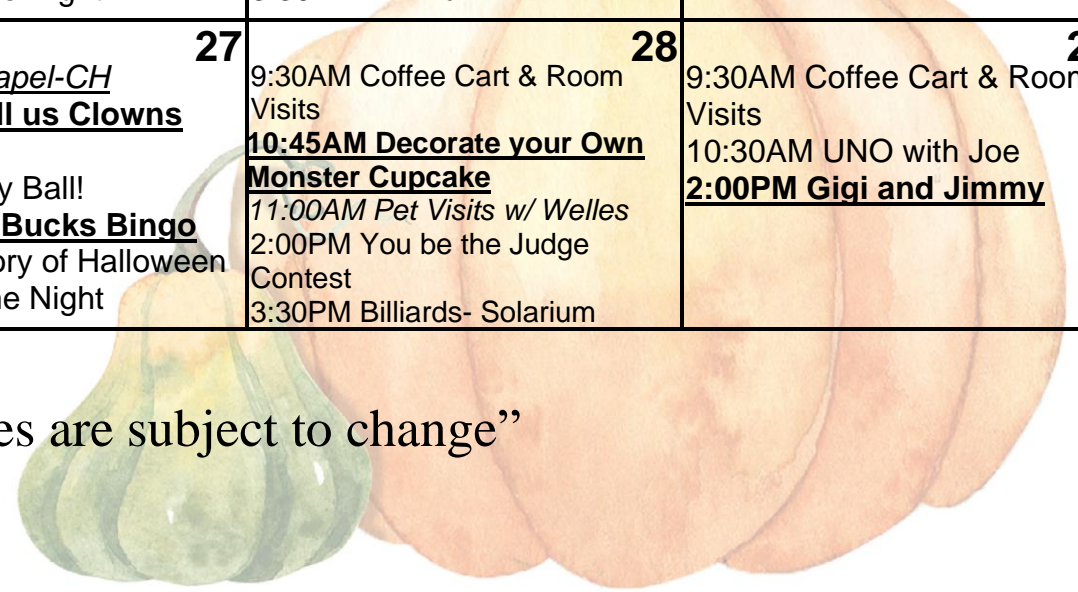 27
apel-CH
ll us Clowns
y Ball!
Bucks Bingo
ory of Halloween
e Night
28
9:30AM Coffee Cart & Room
Visits
10:45AM Decorate your Own
Monster Cupcake
11:00AM Pet Visits w/ Welles
2:00PM You be the Judge
Contest
3:30PM Billiards- Solarium
2
9:30AM Coffee Cart & Room
Visits
10:30AM UNO with Joe
2:00PM Gigi and Jimmy
es are subject to change”